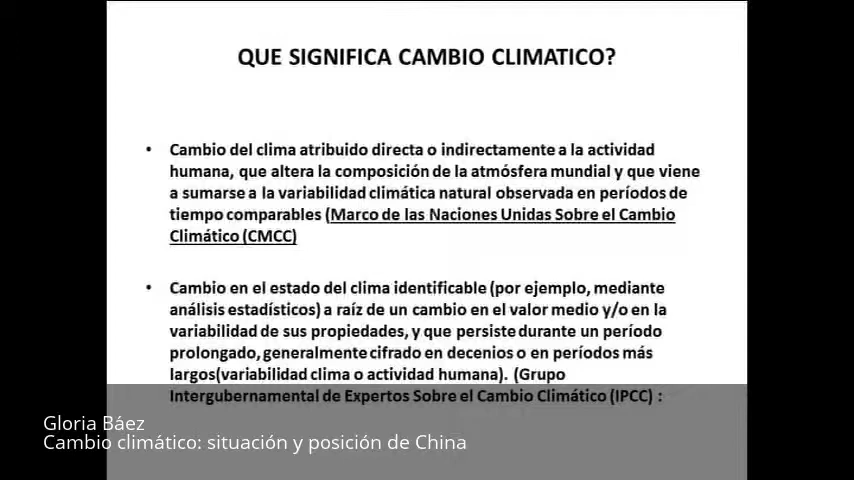 QUE SIGNIFICA CAMBIO CLIMATICO?
• Cambio del clima atribuido directa o indirectamente a la actividad
humana, que altera la composición de la atmósfera mundial y que viene
a sumarse a la variabilidad climática natural observada en períodos de
tiempo comparables (Marco de las Naciones Unidas Sobre el Cambio
Climático (CMCC)
• Cambio en el estado del clima identificable (por ejemplo, mediante
análisis estadísticos) a raíz de un cambio en el valor medio y/o en la
variabilidad de sus propiedades, y que persiste durante un período
prolongado, generalmente cifrado en decenios o en períodos más
largos(variabilidad clima o actividad humana). (Grupo
Intergubernamental de Expertos Sobre el Cambio Climático (IPCC) :
Gloria Báez
Cambio climático: situación y posición de China